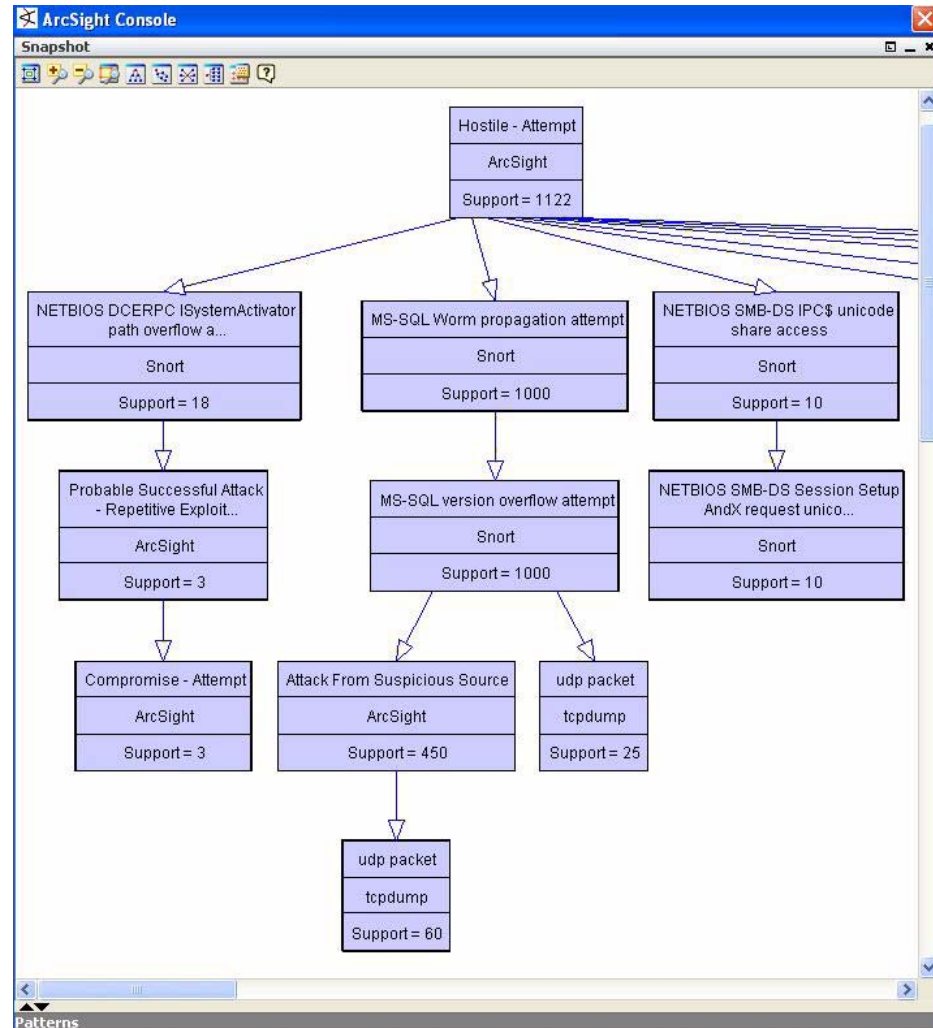 ArcSight Console
Snapshot
Hostile - Attempt
ArcSight
Support = 1122
NETBIOS DCERPC ISystemActivator
path overflow a...
Snort
Support = 18
MS-SQL Worm propagation attempt
Snort
Support = 1000
NETBIOS SMB-DS IPC$ unicode
share access
Snort
Support = 10
Probable Successful Attack
- Repetitive Exploit...
ArcSight
Support = 3
MS-SQL version overflow attempt
Snort
Support = 1000
NETBIOS SMB-DS Session Setup
AndX request unico...
Snort
Support = 10
Compromise - Attempt
ArcSight
Support = 3
Attack From Suspicious Source
ArcSight
Support = 450
udp packet
tcpdump
Support = 25
udp packet
tcpdump
Support = 60
Patterns